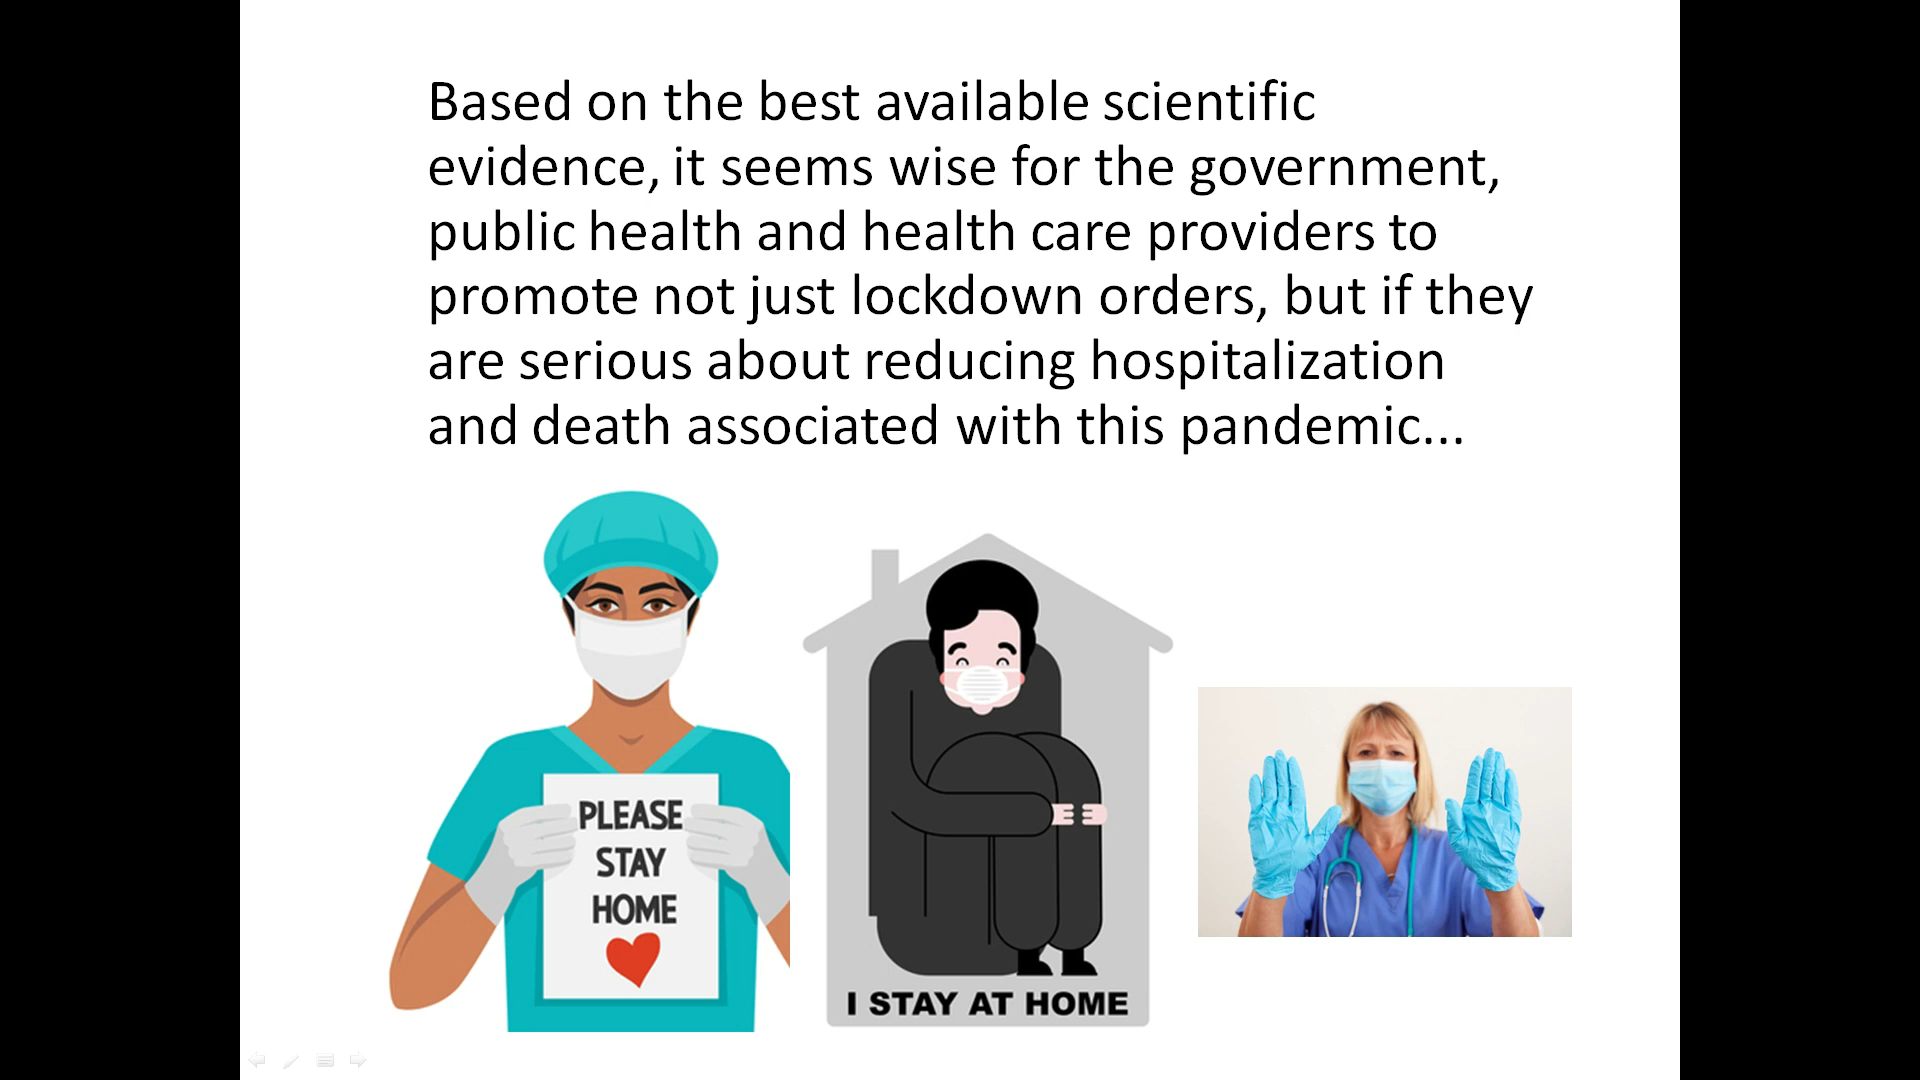 Based on the best available scientific
evidence, it seems wise for the government,
public health and health care providers to
promote not just lockdown orders, but if they
are serious about reducing hospitalization
and death associated with this pandemic...
PLEASE
STAY
HOME
I STAY AT HOME